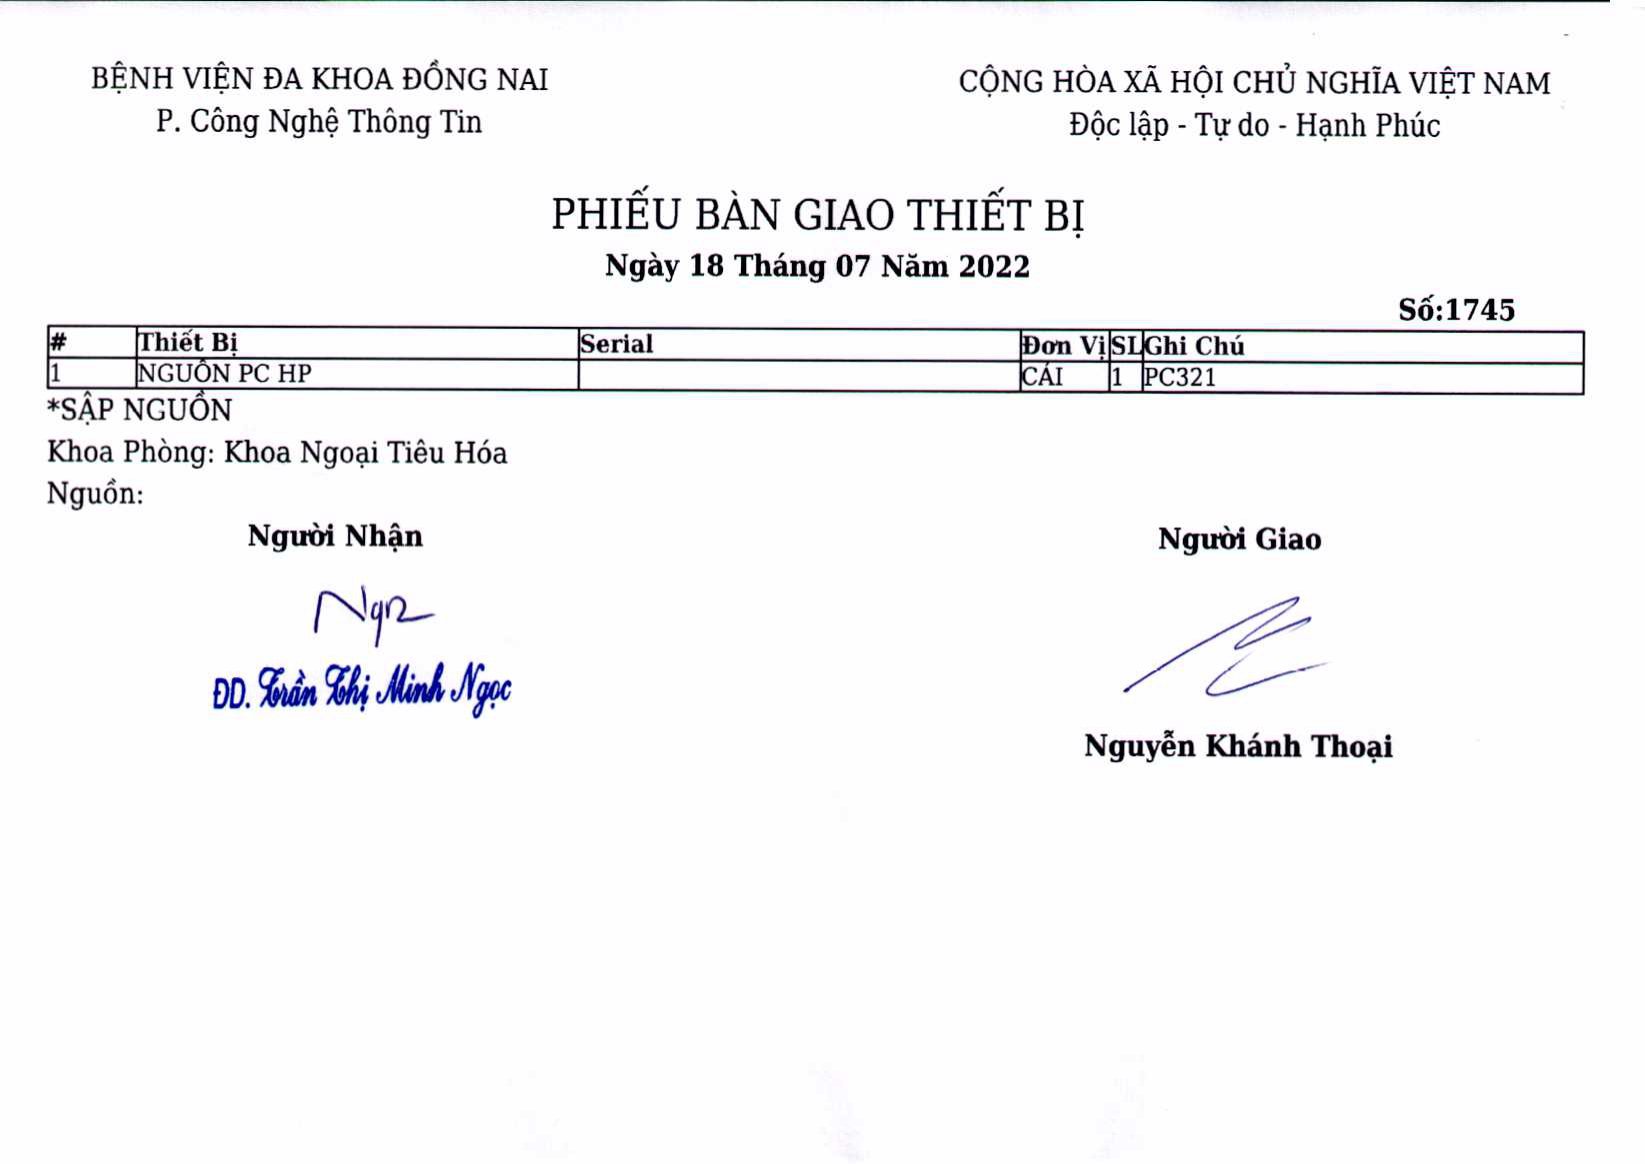 BỆNH VIỆN ĐA KHOA ĐỒNG NAI
P. Công Nghệ Thông Tin
CỘNG HÒA XÃ HỘI CHỦ NGHĨA VIỆT NAM
Độc lập - Tự do - Hạnh Phúc
PHIẾU BÀN GIAO THIẾT BỊ
Ngày 18 Tháng 07 Năm 2022
Số:1745
# Thiết Bị Serial Đơn Vị SL Ghi Chú
1 NGUỒN PC HP CÁI 1 PC321
*SẬP NGUỒN
Khoa Phòng: Khoa Ngoại Tiêu Hóa
Nguồn:
Người Nhận Người Giao
ĐD. Trần Thị Minh Ngọc
Nguyễn Khánh Thoại